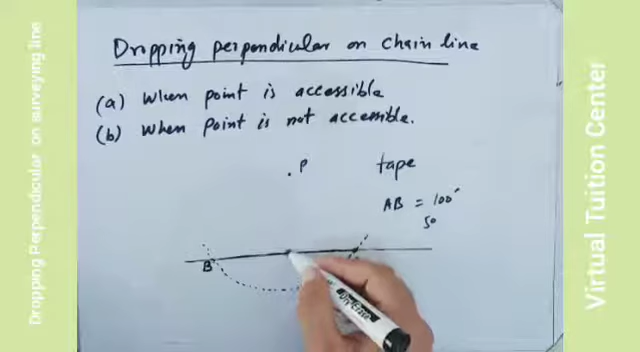 Dropping Perpendicular on surveying line
Dropping perpendicular on chain line
(a) When point is accessible
(b) When point is not accessible.
.P
tape
AB = 100'
50
B
Virtual Tuition Center